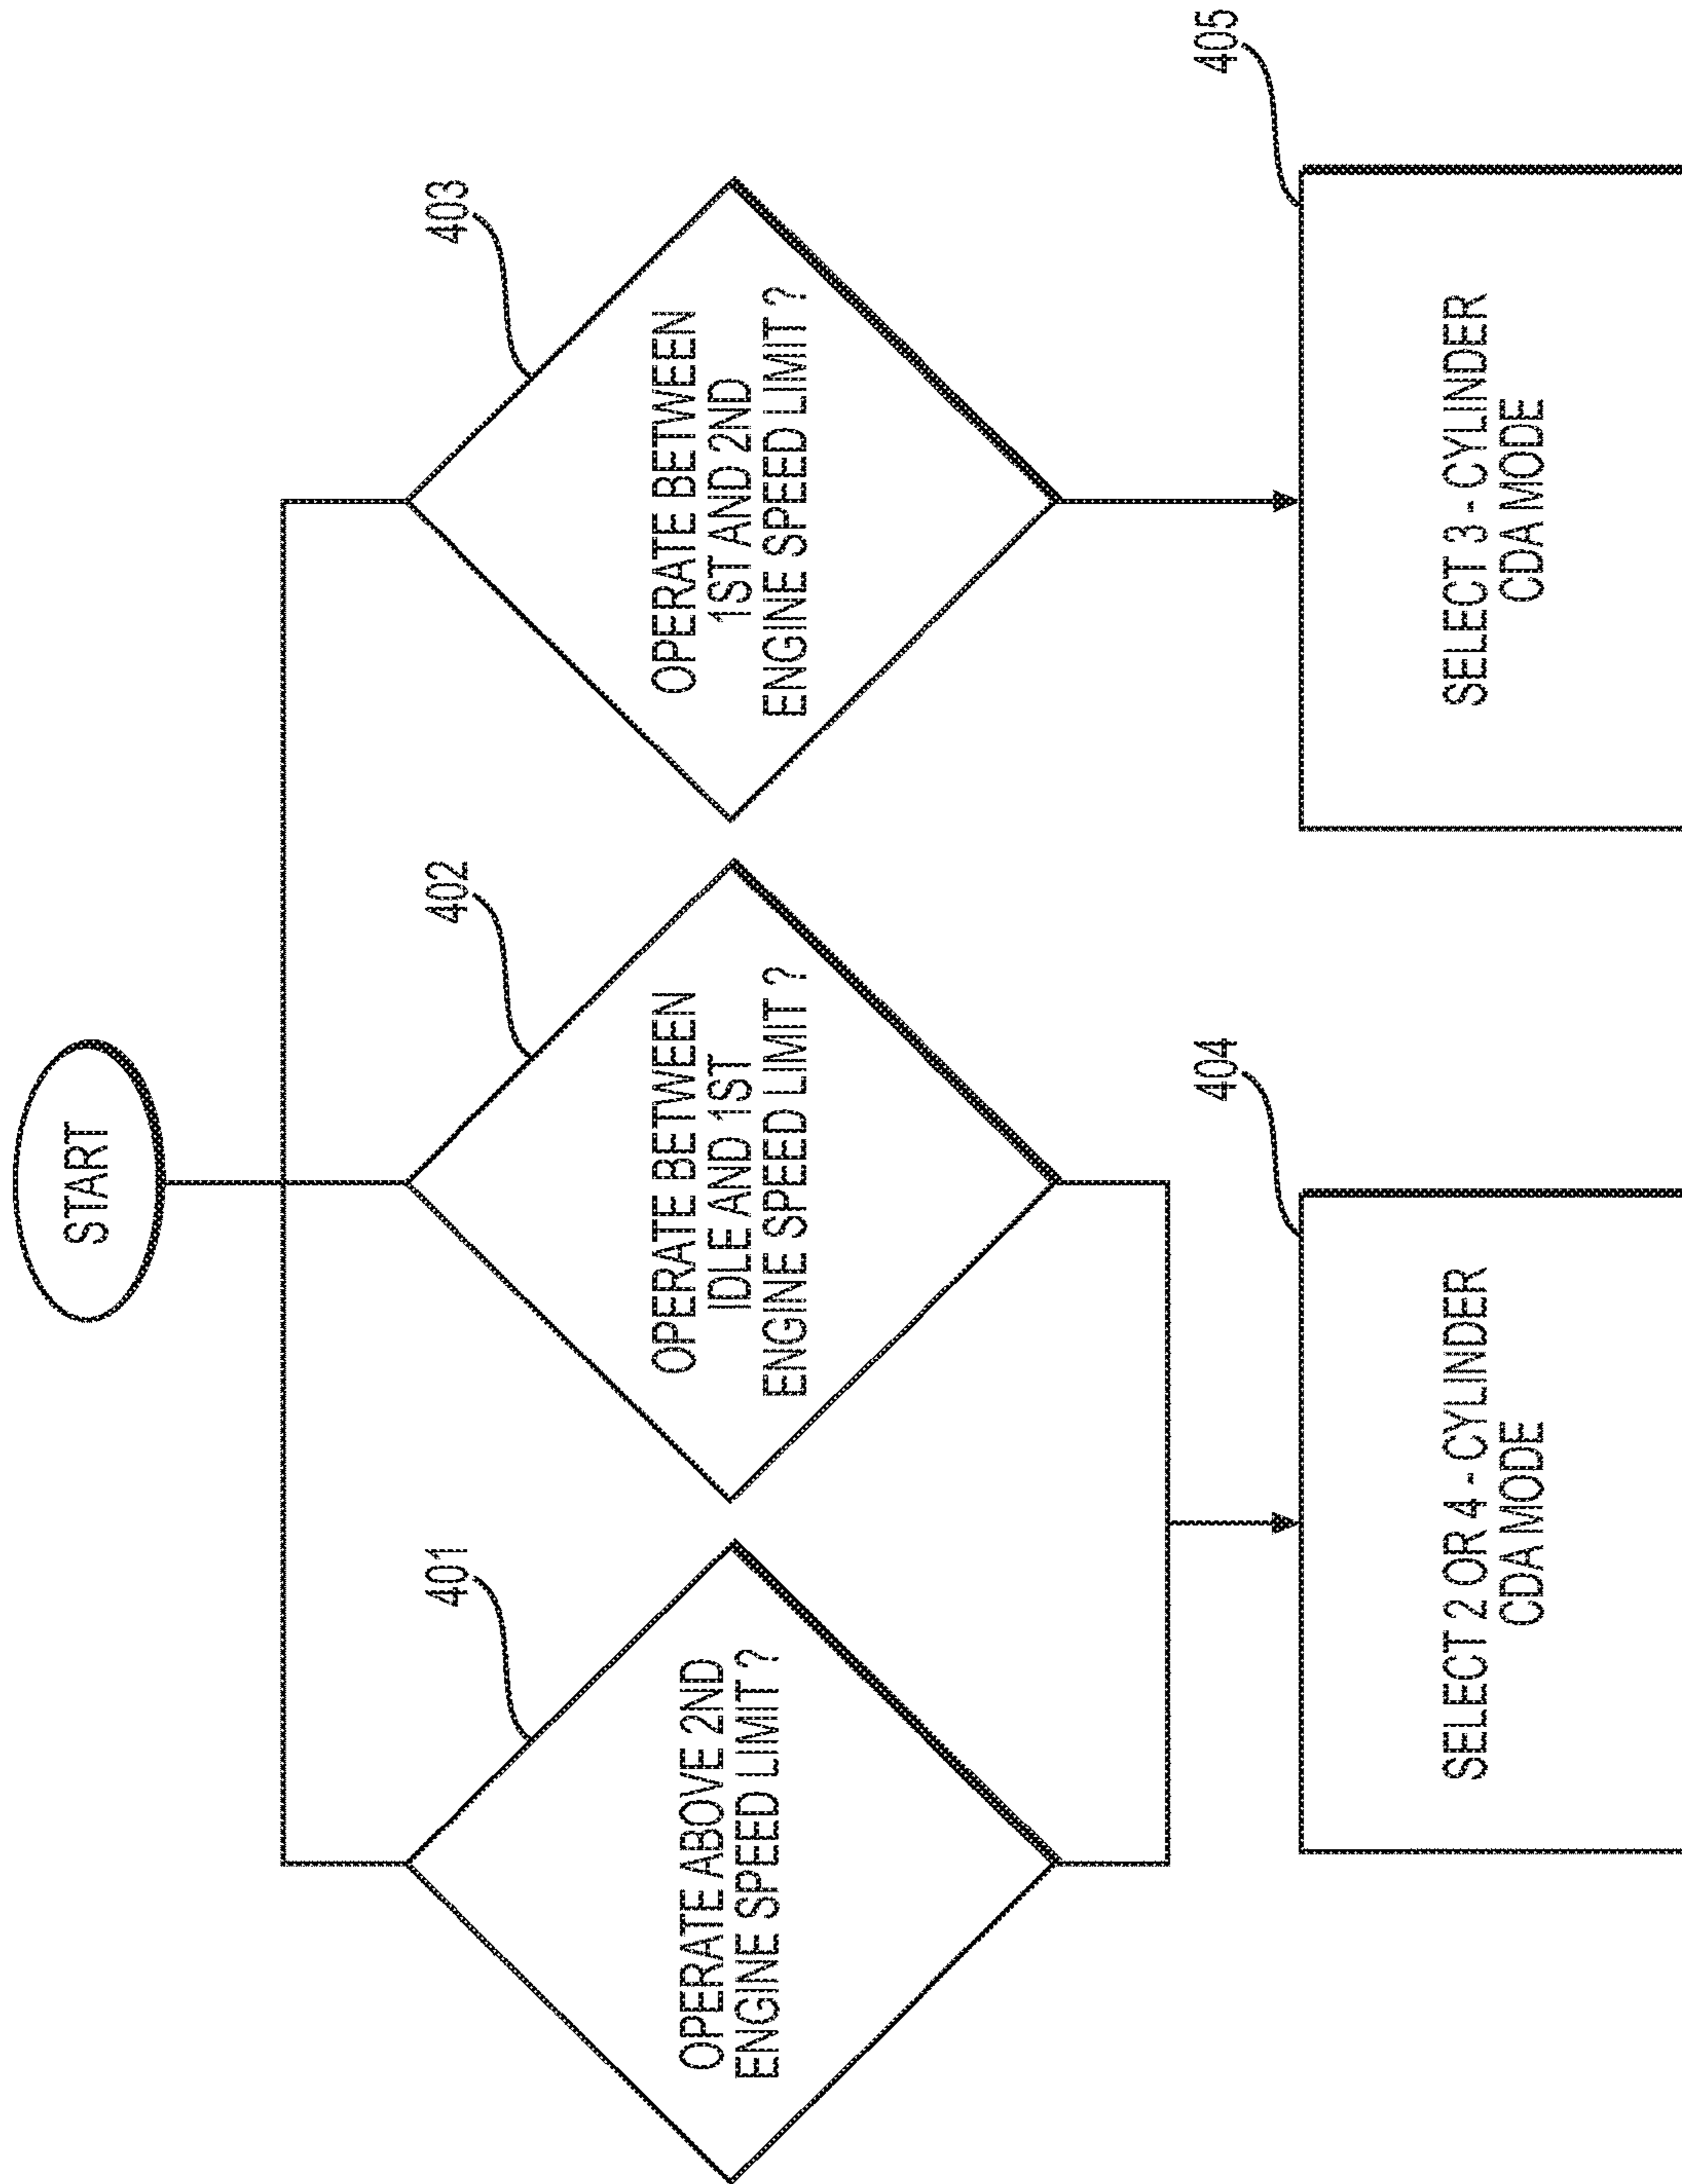 START
401
OPERATE ABOVE 2ND
ENGINE SPEED LIMIT ?
402
OPERATE BETWEEN
IDLE AND 1ST
ENGINE SPEED LIMIT ?
403
OPERATE BETWEEN
1ST AND 2ND
ENGINE SPEED LIMIT ?
404
SELECT 2 OR 4 - CYLINDER
CDA MODE
405
SELECT 3 - CYLINDER
CDA MODE